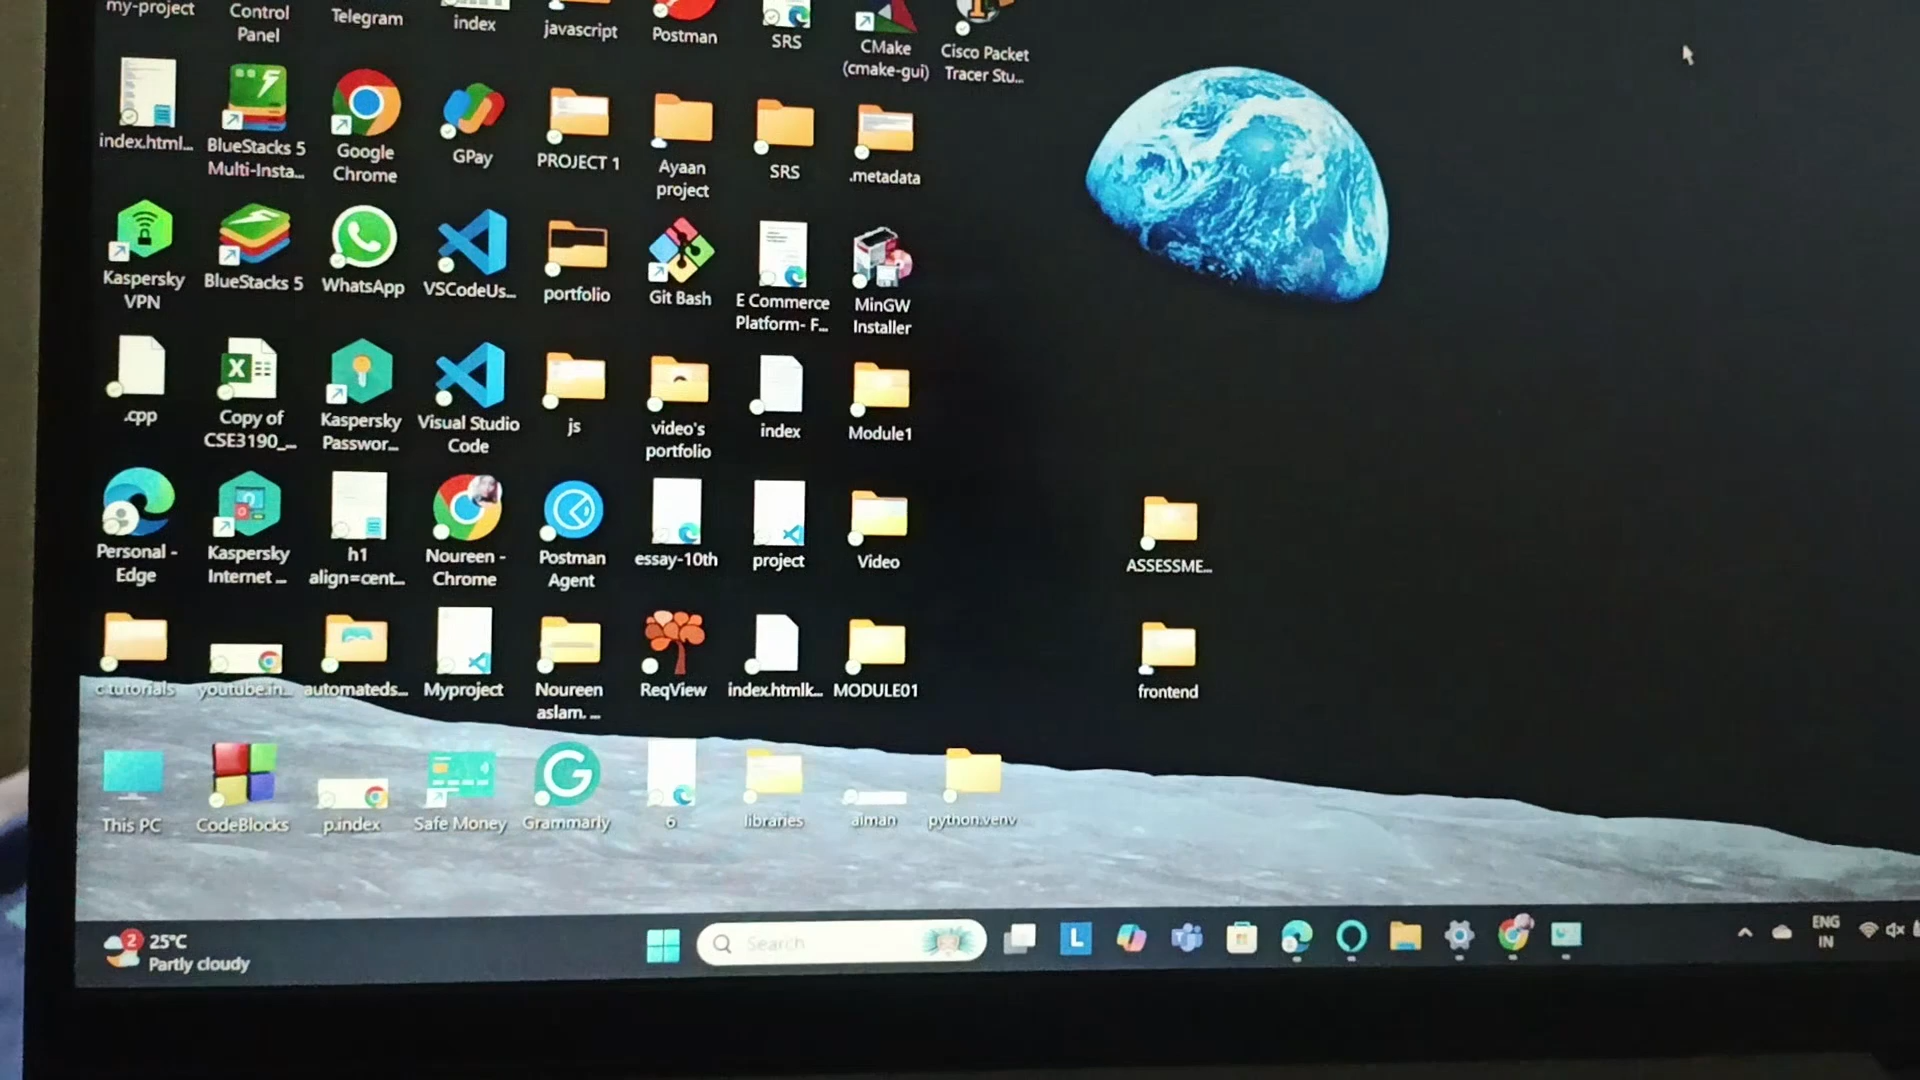 my-project
Control
Panel
Telegram
index
javascript
Postman
SRS
CMake
(cmake-gui)
Cisco Packet
Tracer Stu...
index.html...
BlueStacks 5
Multi-Insta...
Google
Chrome
GPay
PROJECT 1
Ayaan
project
SRS
.metadata
Kaspersky
VPN
BlueStacks 5
WhatsApp
VSCodeUs...
portfolio
Git Bash
E Commerce
Platform- F...
MinGW
Installer
.cpp
Copy of
CSE3190_...
Kaspersky
Passwor...
Visual Studio
Code
js
video's
portfolio
index
Module1
Personal -
Edge
Kaspersky
Internet ...
h1
align=cent...
Noureen -
Chrome
Postman
Agent
essay-10th
project
Video
ASSESSME...
c.tutorials
youtube.in...
automateds...
Myproject
Noureen
aslam. ...
ReqView
index.htmlk...
MODULE01
frontend
This PC
CodeBlocks
p.index
Safe Money
Grammarly
6
libraries
aiman
python.venv
2
25°C
Partly cloudy
Search
L
ENG
IN